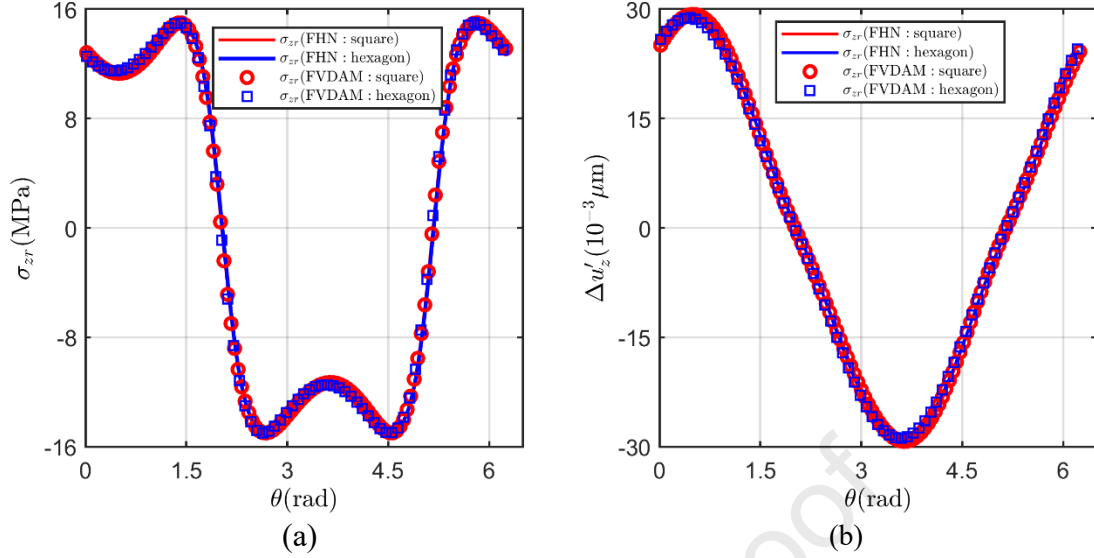 16
8
0
-8
-16
σzr(MPa)
σzr(FHN : square)
σzr(FHN : hexagon)
σzr(FVDAM : square)
σzr(FVDAM : hexagon)
0
1.5
3
4.5
6
θ(rad)
(a)
30
15
0
-15
-30
Δu′z(10⁻³μm)
σzr(FHN : square)
σzr(FHN : hexagon)
σzr(FVDAM : square)
σzr(FVDAM : hexagon)
0
1.5
3
4.5
6
θ(rad)
(b)